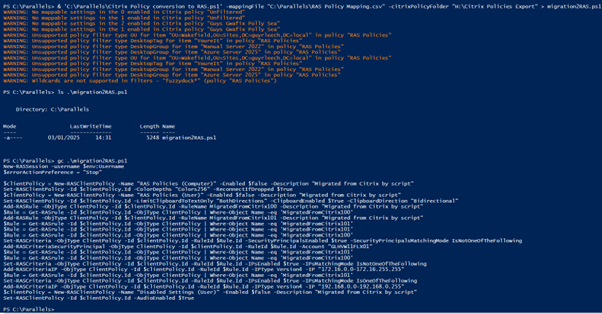 PS C:\Parallels> & 'C:\Parallels\Citrix Policy conversion to RAS.ps1' -mappingFile "C:\Parallels\RAS Policy Mapping.csv" -CitrixPolicyFolder "H:\Citrix Policies Export" > migration2RAS.ps1
WARNING: No mappable settings in the 0 enabled in Citrix policy "Unfiltered"
WARNING: No mappable settings in the 1 enabled in Citrix policy "Unfiltered"
WARNING: No mappable settings in the 2 enabled in Citrix policy "Guys Gwafix Polly Sea"
WARNING: No mappable settings in the 1 enabled in Citrix policy "Guys Gwafix Polly Sea"
WARNING: Unsupported policy filter type OU for item "OU=Wakefield,OU=Sites,DC=guyrleech,DC=local" in policy "RAS Policies"
WARNING: Unsupported policy filter type DesktopTag for item "YoureIt" in policy "RAS Policies"
WARNING: Unsupported policy filter type DesktopGroup for item "Manual Server 2022" in policy "RAS Policies"
WARNING: Unsupported policy filter type DesktopGroup for item "Azure Server 2025" in policy "RAS Policies"
WARNING: Unsupported policy filter type OU for item "OU=Wakefield,OU=Sites,DC=guyrleech,DC=local" in policy "RAS Policies"
WARNING: Unsupported policy filter type DesktopTag for item "YoureIt" in policy "RAS Policies"
WARNING: Unsupported policy filter type DesktopGroup for item "Manual Server 2022" in policy "RAS Policies"
WARNING: Unsupported policy filter type DesktopGroup for item "Azure Server 2025" in policy "RAS Policies"
WARNING: Wildcards are not supported in filters - "fuzzyduck*" (policy "RAS Policies")
PS C:\Parallels> ls .\migration2RAS.ps1
Directory: C:\Parallels
Mode LastWriteTime Length Name
---- ------------- ------ ----
-a---- 03/01/2025 14:31 5248 migration2RAS.ps1
PS C:\Parallels> gc .\migration2RAS.ps1
New-RASSession -username $env:Username
$errorActionPreference = "Stop"
$clientPolicy = New-RASClientPolicy -Name "RAS Policies (Computer)" -Enabled $false -Description "Migrated from Citrix by script"
$clientPolicy = New-RASClientPolicy -Name "RAS Policies (User)" -Enabled $false -Description "Migrated from Citrix by script"
Set-RASClientPolicy -Id $clientPolicy.Id -ColorDepths "Colors256" -ReconnectIfDropped $true
Set-RASClientPolicy -Id $clientPolicy.Id -LimitClipboardToTextOnly "BothDirections" -ClipboardEnabled $true -ClipboardDirection "Bidirectional"
Add-RASRule -ObjType ClientPolicy -Id $clientPolicy.Id -RuleName MigratedFromCitrix100 -Description "Migrated from Citrix by script"
$Rule = Get-RASRule -Id $clientPolicy.Id -ObjType ClientPolicy | Where-Object Name -eq 'MigratedFromCitrix100'
Add-RASRule -ObjType ClientPolicy -Id $clientPolicy.Id -RuleName MigratedFromCitrix101 -Description "Migrated from Citrix by script"
$Rule = Get-RASRule -Id $clientPolicy.Id -ObjType ClientPolicy | Where-Object Name -eq 'MigratedFromCitrix101'
$Rule = Get-RASRule -Id $clientPolicy.Id -ObjType ClientPolicy | Where-Object Name -eq 'MigratedFromCitrix100'
$Rule = Get-RASRule -Id $clientPolicy.Id -ObjType ClientPolicy | Where-Object Name -eq 'MigratedFromCitrix101'
Set-RASCriteria -ObjType ClientPolicy -Id $clientPolicy.Id -RuleId $Rule.Id -SecurityPrincipalsEnabled $true -SecurityPrincipalsMatchingMode IsNotOneOfTheFollowing
$Rule = Get-RASRule -Id $clientPolicy.Id -ObjType ClientPolicy | Where-Object Name -eq 'MigratedFromCitrix101'
$Rule = Get-RASRule -Id $clientPolicy.Id -ObjType ClientPolicy | Where-Object Name -eq 'MigratedFromCitrix100'
Set-RASCriteria -ObjType ClientPolicy -Id $clientPolicy.Id -RuleId $Rule.Id -IPsEnabled $true -IPsMatchingMode IsNotOneOfTheFollowing
Add-RASCriteriaIP -ObjType ClientPolicy -Id $clientPolicy.Id -RuleId $Rule.Id -IPType Version4 -IP "172.16.0.0-172.16.255.255"
$Rule = Get-RASRule -Id $clientPolicy.Id -ObjType ClientPolicy | Where-Object Name -eq 'MigratedFromCitrix101'
Set-RASCriteria -ObjType ClientPolicy -Id $clientPolicy.Id -RuleId $Rule.Id -IPsEnabled $true -IPsMatchingMode IsOneOfTheFollowing
Add-RASCriteriaIP -ObjType ClientPolicy -Id $clientPolicy.Id -RuleId $Rule.Id -IPType Version4 -IP "192.168.0.0-192.168.0.255"
$clientPolicy = New-RASClientPolicy -Name "Disabled Settings (User)" -Enabled $false -Description "Migrated from Citrix by script"
Set-RASClientPolicy -Id $clientPolicy.Id -AudioEnabled $true
PS C:\Parallels>